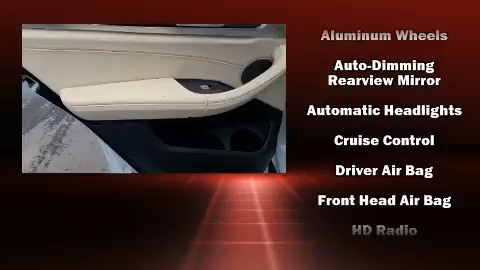 Aluminum Wheels
Auto-Dimming
Rearview Mirror
Automatic Headlights
Cruise Control
Driver Air Bag
Front Head Air Bag
HD Radio